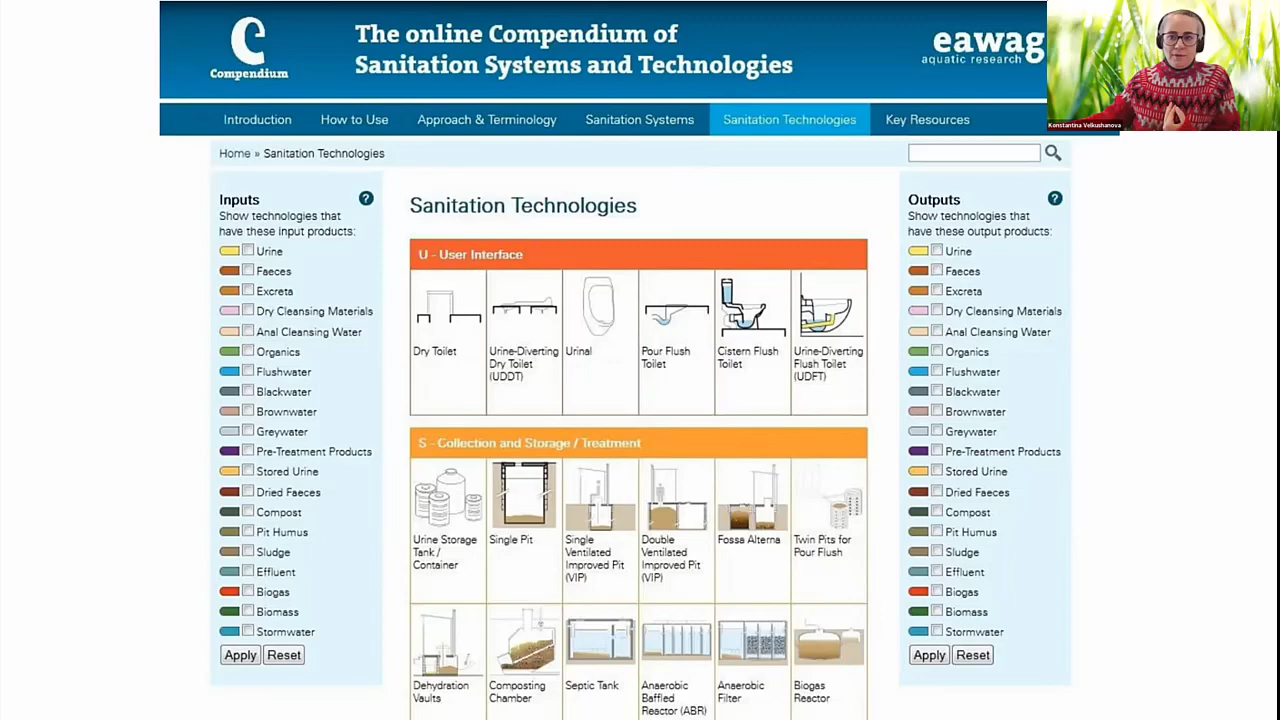 The online Compendium of
Sanitation Systems and Technologies
Compendium
eawag
aquatic research
Konstantina Velkushanova
Introduction
How to Use
Approach & Terminology
Sanitation Systems
Sanitation Technologies
Key Resources
Home » Sanitation Technologies
Inputs
?
Show technologies that
have these input products:
Urine
Faeces
Excreta
Dry Cleansing Materials
Anal Cleansing Water
Organics
Flushwater
Blackwater
Brownwater
Greywater
Pre-Treatment Products
Stored Urine
Dried Faeces
Compost
Pit Humus
Sludge
Effluent
Biogas
Biomass
Stormwater
Apply
Reset
Sanitation Technologies
U - User Interface
Dry Toilet
Urine-Diverting
Dry Toilet
(UDDT)
Urinal
Pour Flush
Toilet
Cistern Flush
Toilet
Urine-Diverting
Flush Toilet
(UDFT)
S - Collection and Storage / Treatment
Urine Storage
Tank /
Container
Single Pit
Single
Ventilated
Improved Pit
(VIP)
Double
Ventilated
Improved Pit
(VIP)
Fossa Alterna
Twin Pits for
Pour Flush
Dehydration
Vaults
Composting
Chamber
Septic Tank
Anaerobic
Baffled
Reactor (ABR)
Anaerobic
Filter
Biogas
Reactor
Outputs
?
Show technologies that
have these output products:
Urine
Faeces
Excreta
Dry Cleansing Materials
Anal Cleansing Water
Organics
Flushwater
Blackwater
Brownwater
Greywater
Pre-Treatment Products
Stored Urine
Dried Faeces
Compost
Pit Humus
Sludge
Effluent
Biogas
Biomass
Stormwater
Apply
Reset